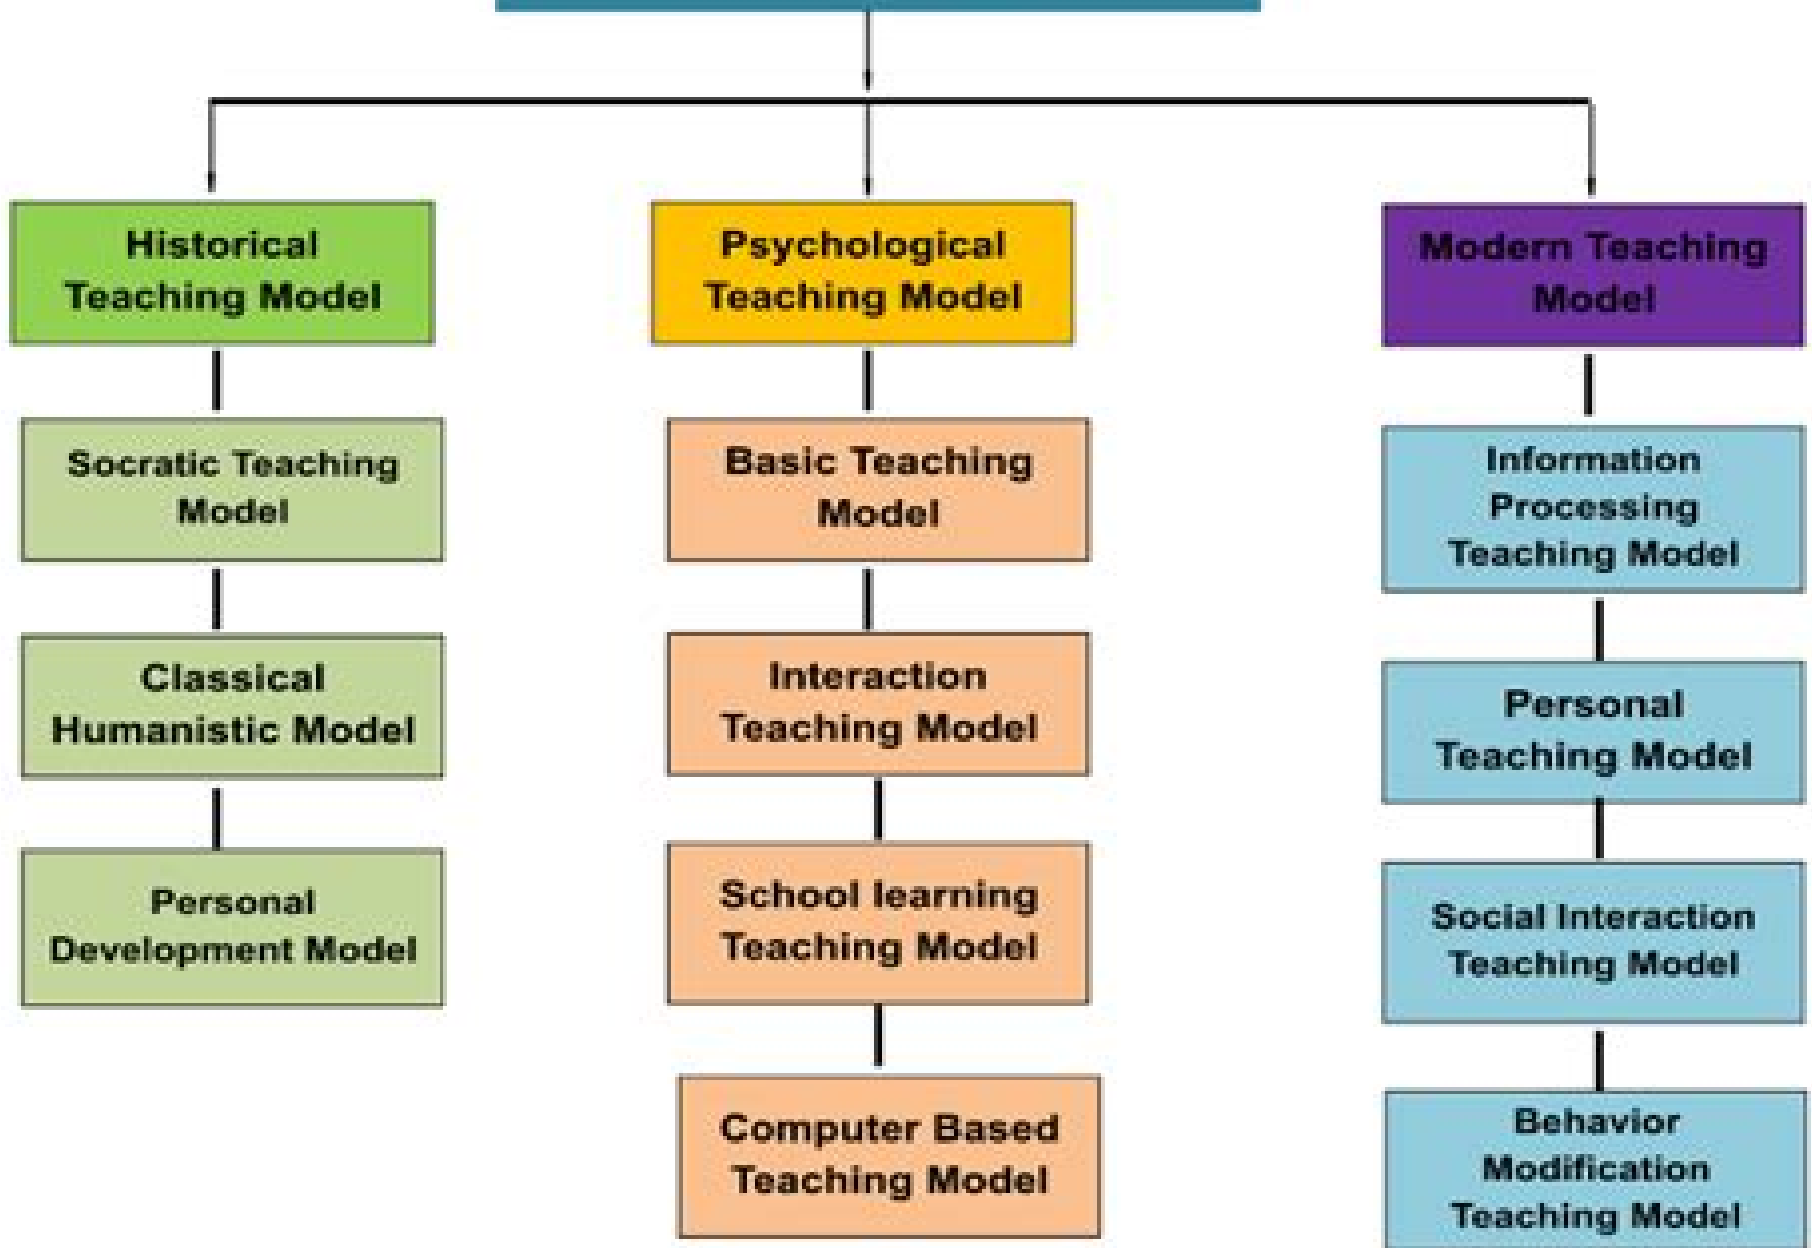 Historical
Teaching Model
Psychological
Teaching Model
Modern Teaching
Model
Socratic Teaching
Model
Basic Teaching
Model
Information
Processing
Teaching Model
Classical
Humanistic Model
Interaction
Teaching Model
Personal
Teaching Model
Personal
Development Model
School learning
Teaching Model
Social Interaction
Teaching Model
Computer Based
Teaching Model
Behavior
Modification
Teaching Model